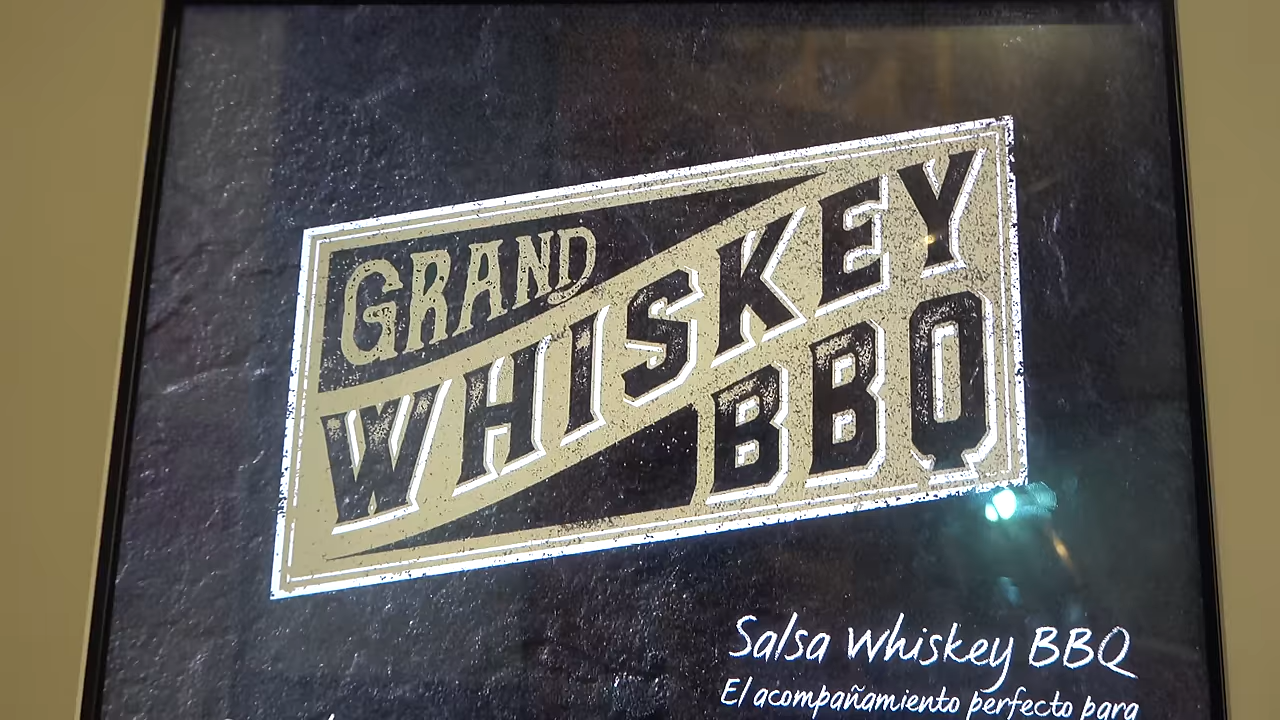 GRAND
WHISKEY
BBQ
Salsa Whiskey BBQ
El acompañamiento perfecto para